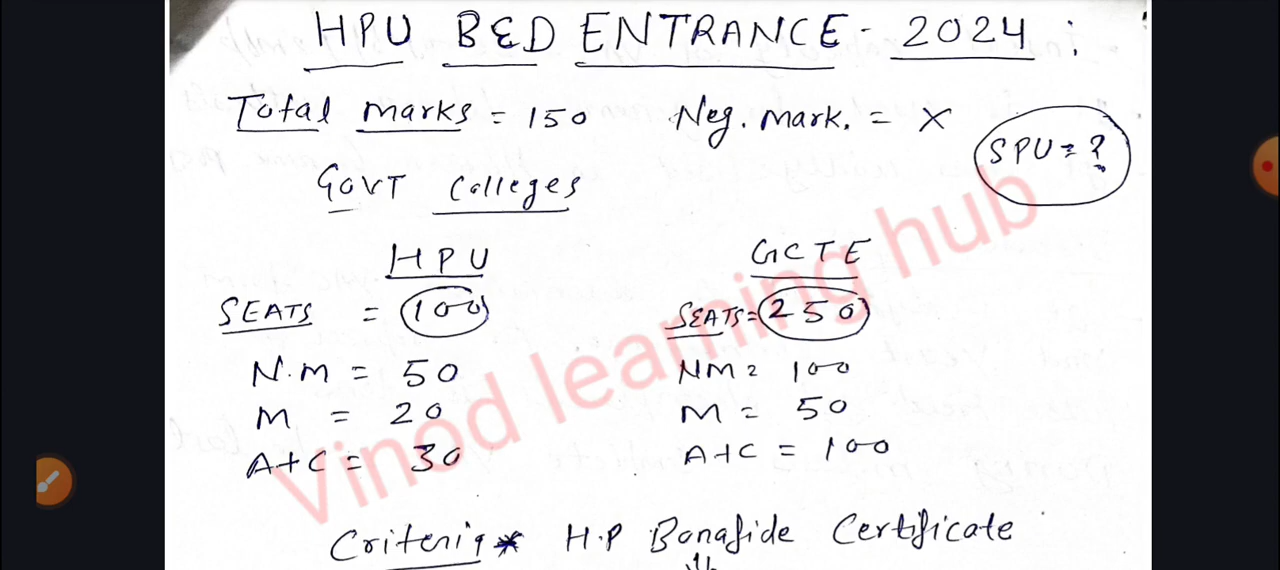 HPU BED ENTRANCE - 2024 :
Total marks = 150 Neg. mark. = X
SPU = ?
GOVT Colleges
HPU GCTE
SEATS = 100 SEATS = 250
N.M = 50 NM = 100
M = 20 M = 50
A+C = 30 A+C = 100
Vinod learning hub
Criteria * H.P Bonafide Certificate